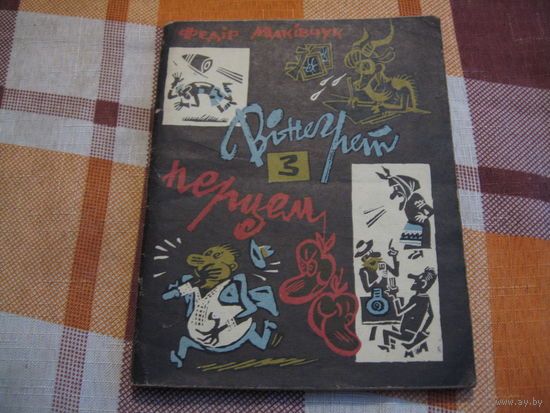 Федір Маківчук
Вінегрет
з
перцем
www.ay.by